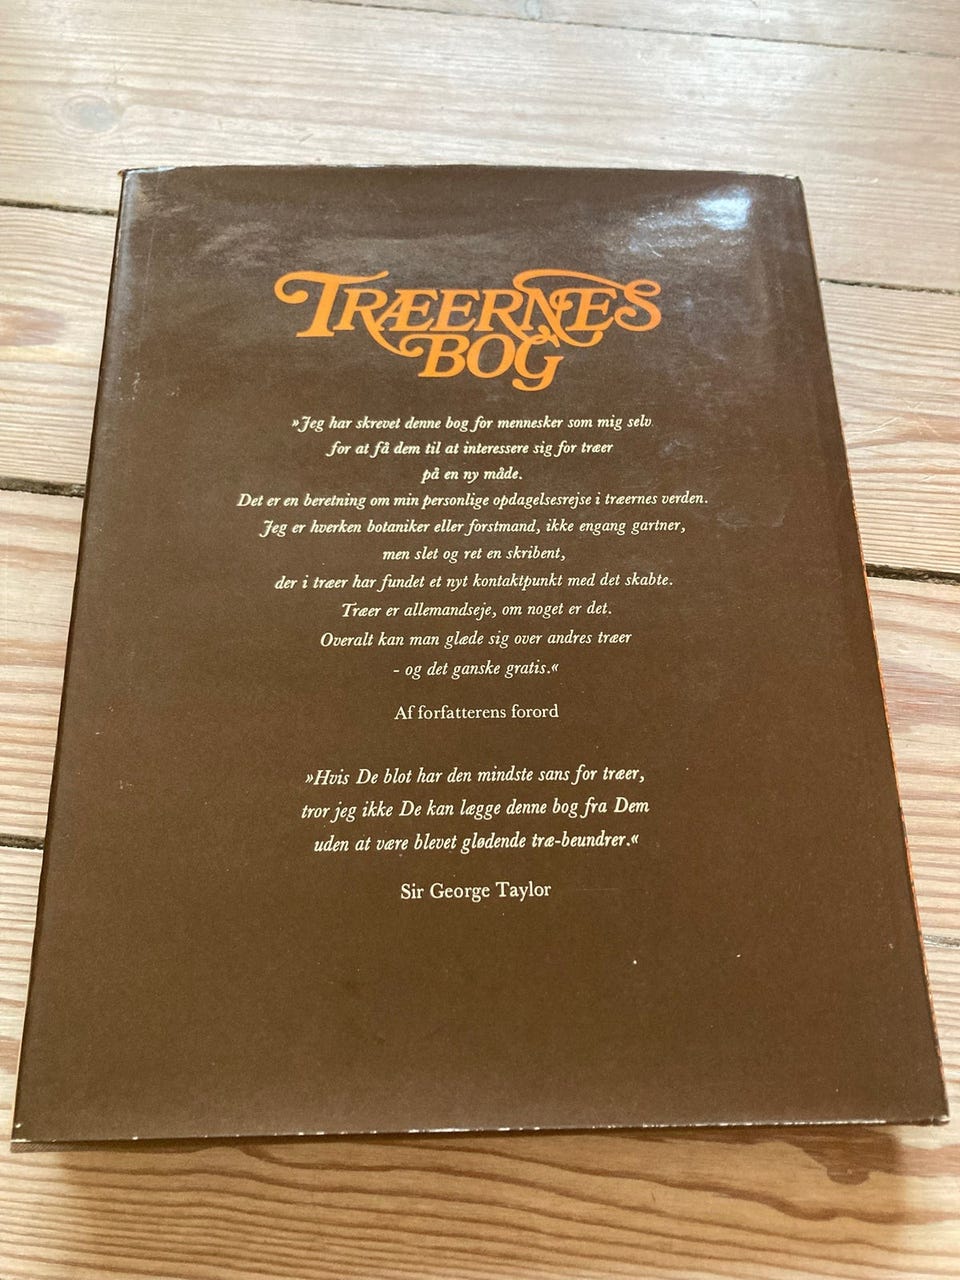 TRÆERNES
BOG
»Jeg har skrevet denne bog for mennesker som mig selv
for at få dem til at interessere sig for træer
på en ny måde.
Det er en beretning om min personlige opdagelsesrejse i træernes verden.
Jeg er hverken botaniker eller forstmand, ikke engang gartner,
men slet og ret en skribent,
der i træer har fundet et nyt kontaktpunkt med det skabte.
Træer er allemandseje, om noget er det.
Overalt kan man glæde sig over andres træer
- og det ganske gratis.«
Af forfatterens forord
»Hvis De blot har den mindste sans for træer,
tror jeg ikke De kan lægge denne bog fra Dem
uden at være blevet glødende træ-beundrer.«
Sir George Taylor